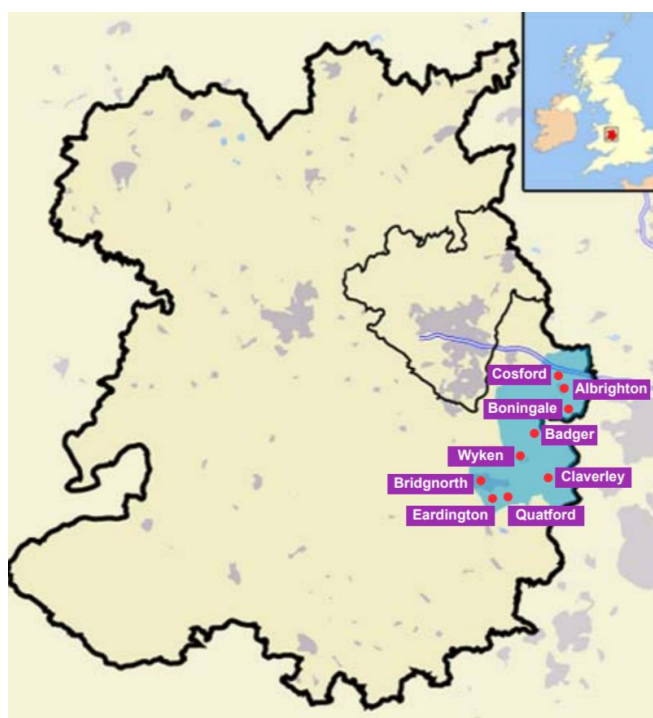 Cosford
Albrighton
Boningale
Badger
Wyken
Claverley
Bridgnorth
Eardington
Quatford